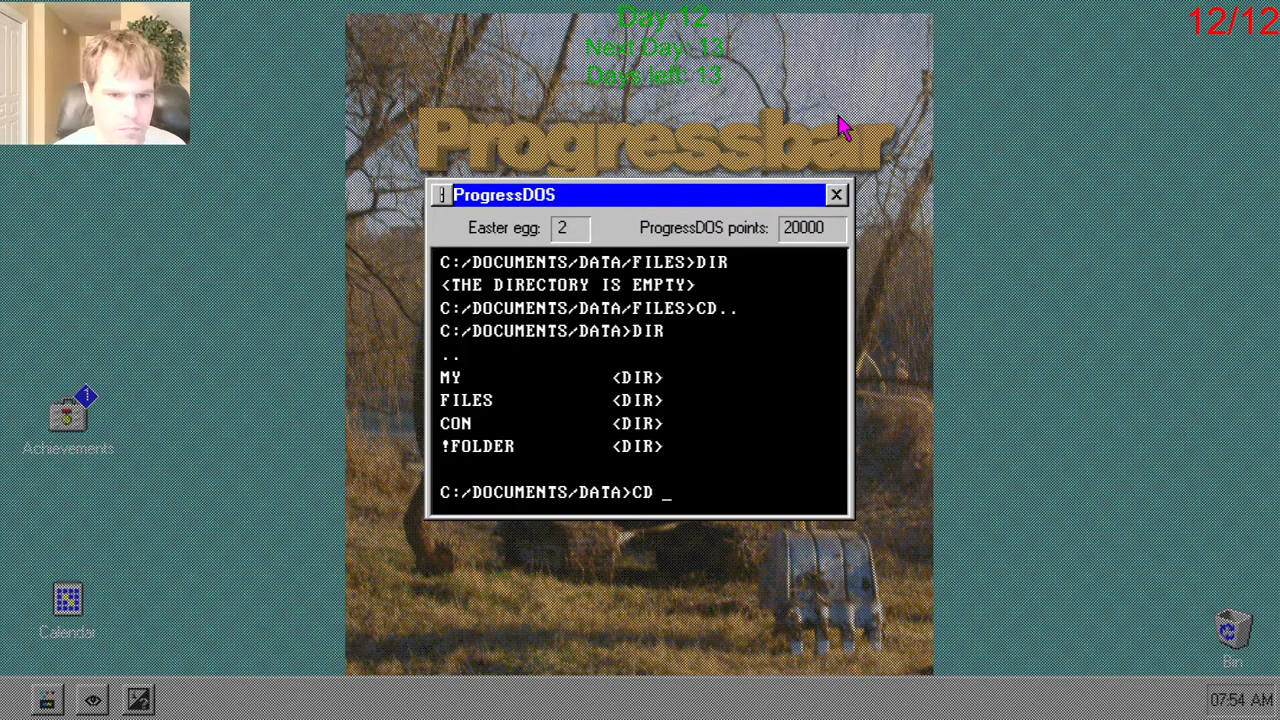 Day 12
12/12
Next Day: 13
Days left: 13
Progressbar
ProgressDOS
Easter egg: 2 ProgressDOS points: 20000
C:/DOCUMENTS/DATA/FILES>DIR
<THE DIRECTORY IS EMPTY>
C:/DOCUMENTS/DATA/FILES>CD..
C:/DOCUMENTS/DATA>DIR
..
MY <DIR>
FILES <DIR>
CON <DIR>
!FOLDER <DIR>
C:/DOCUMENTS/DATA>CD _
1
Achievements
Calendar
Bin
07:54 AM